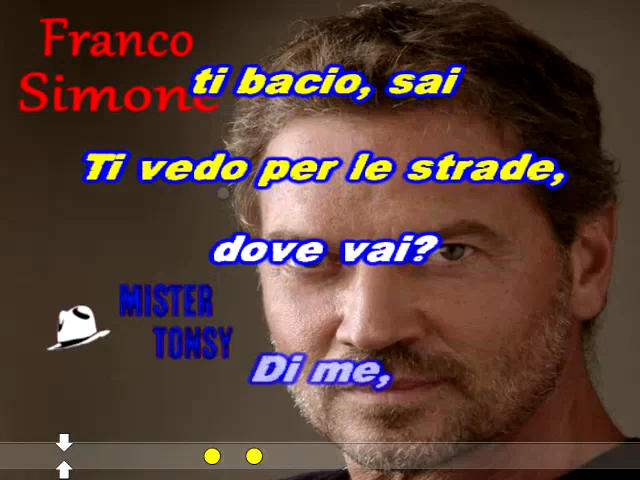 Franco
Simone
ti bacio, sai
Ti vedo per le strade,
dove vai?
MISTER
TONSY
Di me,